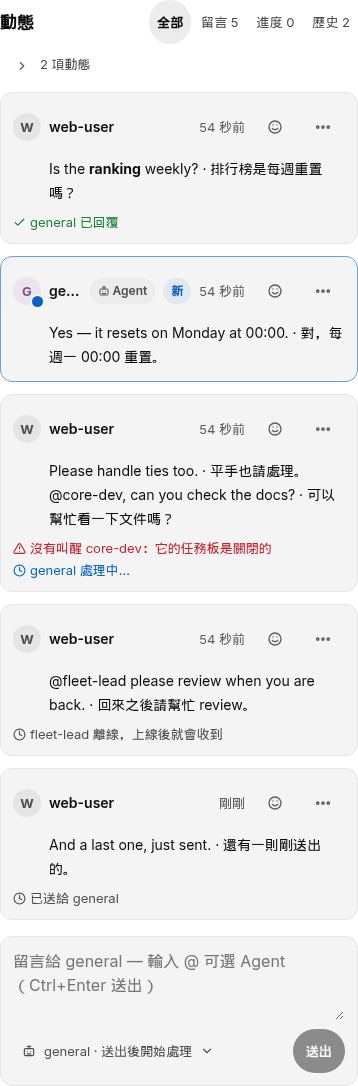 動態 全部 留言 5 進度 0 歷史 2
2 項動態
W web-user 54 秒前
Is the ranking weekly? · 排行榜是每週重置
嗎？
general 已回覆
G ge... Agent 新 54 秒前
Yes — it resets on Monday at 00:00. · 對，每
週一 00:00 重置。
W web-user 54 秒前
Please handle ties too. · 平手也請處理。
@core-dev, can you check the docs? · 可以
幫忙看一下文件嗎？
沒有叫醒 core-dev：它的任務板是關閉的
general 處理中…
W web-user 54 秒前
@fleet-lead please review when you are
back. · 回來之後請幫忙 review。
fleet-lead 離線，上線後就會收到
W web-user 剛剛
And a last one, just sent. · 還有一則剛送出
的。
已送給 general
留言給 general — 輸入 @ 可選 Agent
（Ctrl+Enter 送出）
general · 送出後開始處理 送出